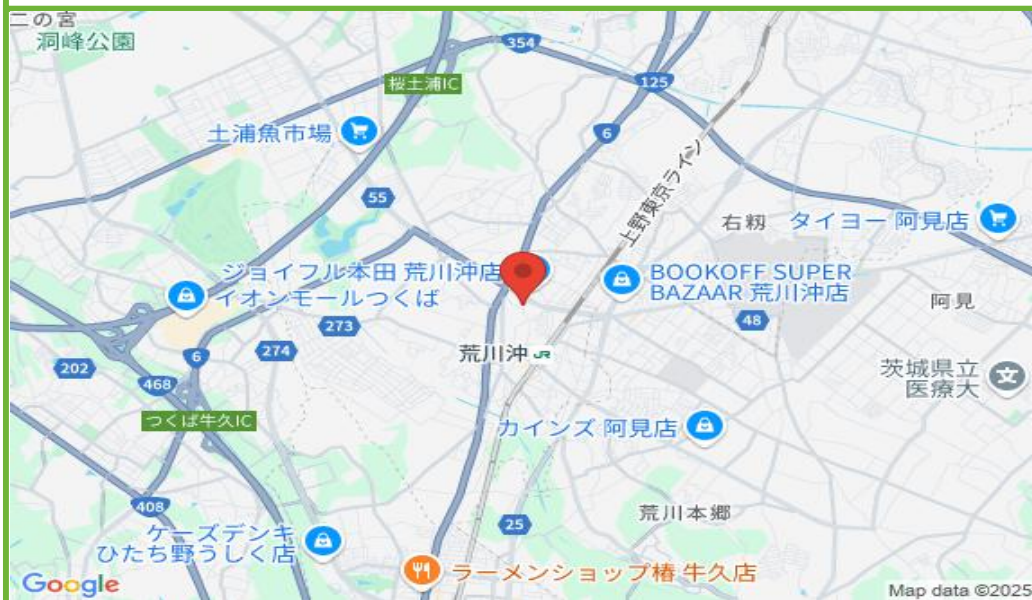 二の宮
洞峰公園
354
桜土浦IC
125
土浦魚市場
6
上野東京ライン
55
右籾
タイヨー 阿見店
ジョイフル本田 荒川沖店
イオンモールつくば
BOOKOFF SUPER
BAZAAR 荒川沖店
阿見
273
48
6
274
荒川沖 JR
202
茨城県立
医療大
文
468
つくば牛久IC
カインズ 阿見店
408
荒川本郷
25
ケーズデンキ
ひたち野うしく店
ラーメンショップ椿 牛久店
Google
Map data ©2025